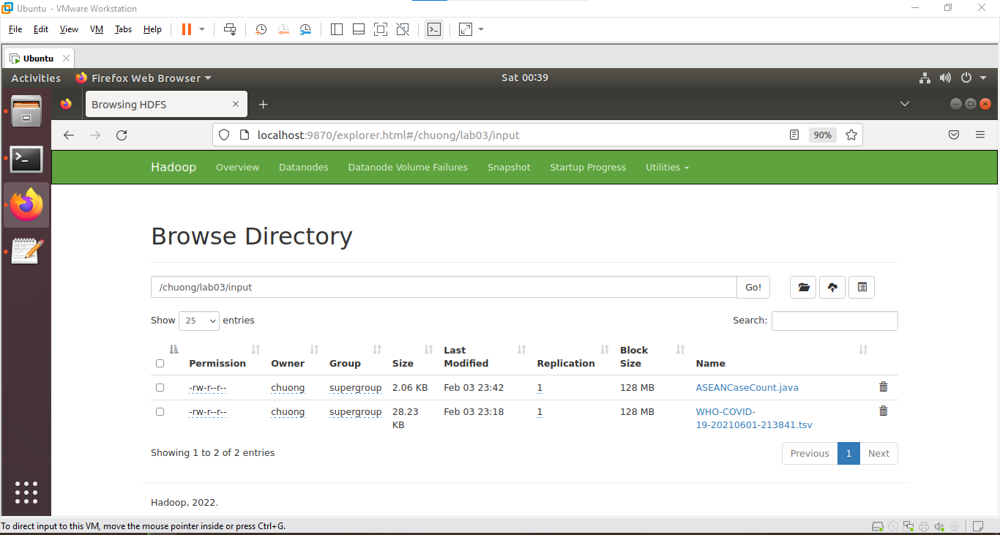 Ubuntu - VMware Workstation
File Edit View VM Tabs Help
Ubuntu
Activities Firefox Web Browser Sat 00:39
Browsing HDFS
localhost:9870/explorer.html#/chuong/lab03/input 90%
Hadoop Overview Datanodes Datanode Volume Failures Snapshot Startup Progress Utilities
Browse Directory
/chuong/lab03/input Go!
Show 25 entries Search:
Permission Owner Group Size Last Modified Replication Block Size Name
-rw-r--r-- chuong supergroup 2.06 KB Feb 03 23:42 1 128 MB ASEANCaseCount.java
-rw-r--r-- chuong supergroup 28.23 KB Feb 03 23:18 1 128 MB WHO-COVID-19-20210601-213841.tsv
Showing 1 to 2 of 2 entries Previous 1 Next
Hadoop, 2022.
To direct input to this VM, move the mouse pointer inside or press Ctrl+G.